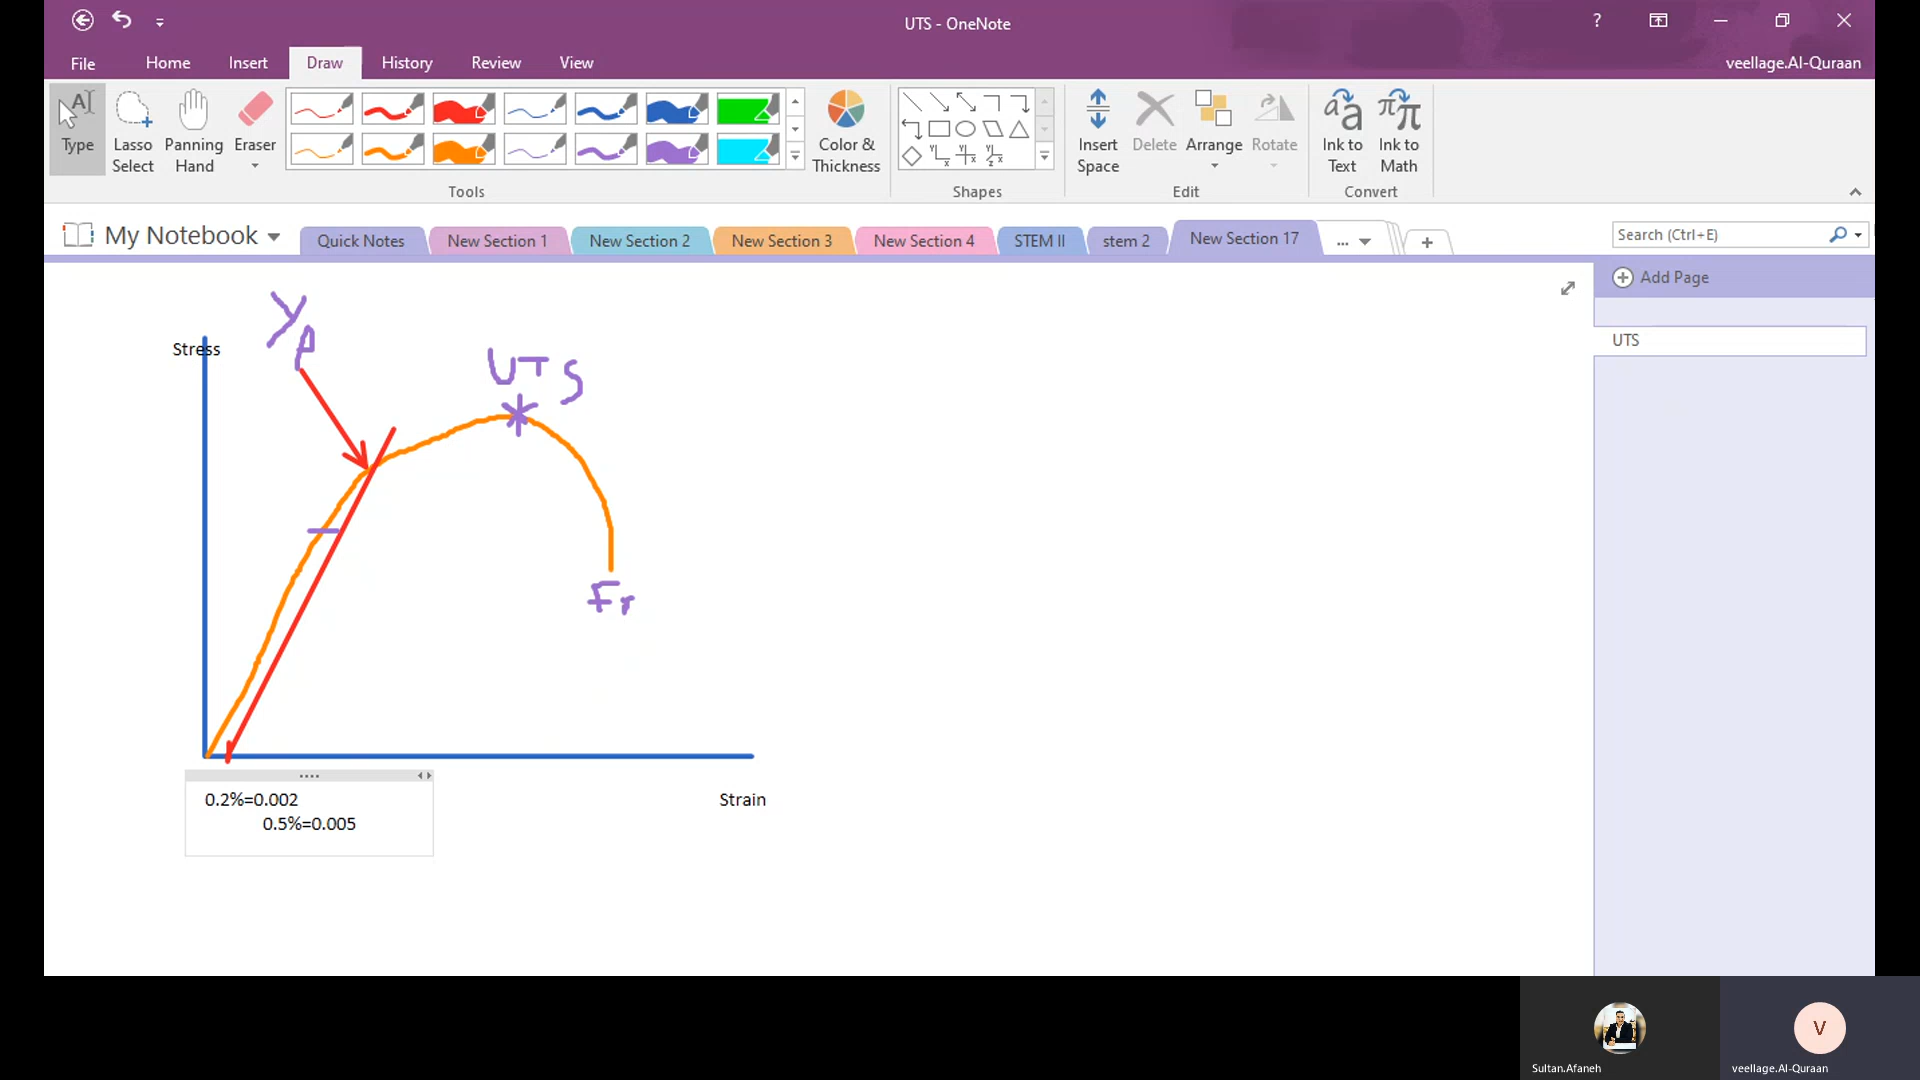 UTS - OneNote
?
File Home Insert Draw History Review View
veellage.Al-Quraan
Type
Lasso Select
Panning Hand
Eraser
Color & Thickness
Insert Space
Delete
Arrange
Rotate
Ink to Text
Ink to Math
Tools
Shapes
Edit
Convert
My Notebook
Quick Notes
New Section 1
New Section 2
New Section 3
New Section 4
STEM II
stem 2
New Section 17
...
Search (Ctrl+E)
Add Page
UTS
Yp
Stress
UTS
Fr
0.2%=0.002
0.5%=0.005
Strain
V
Sultan.Afaneh
veellage.Al-Quraan